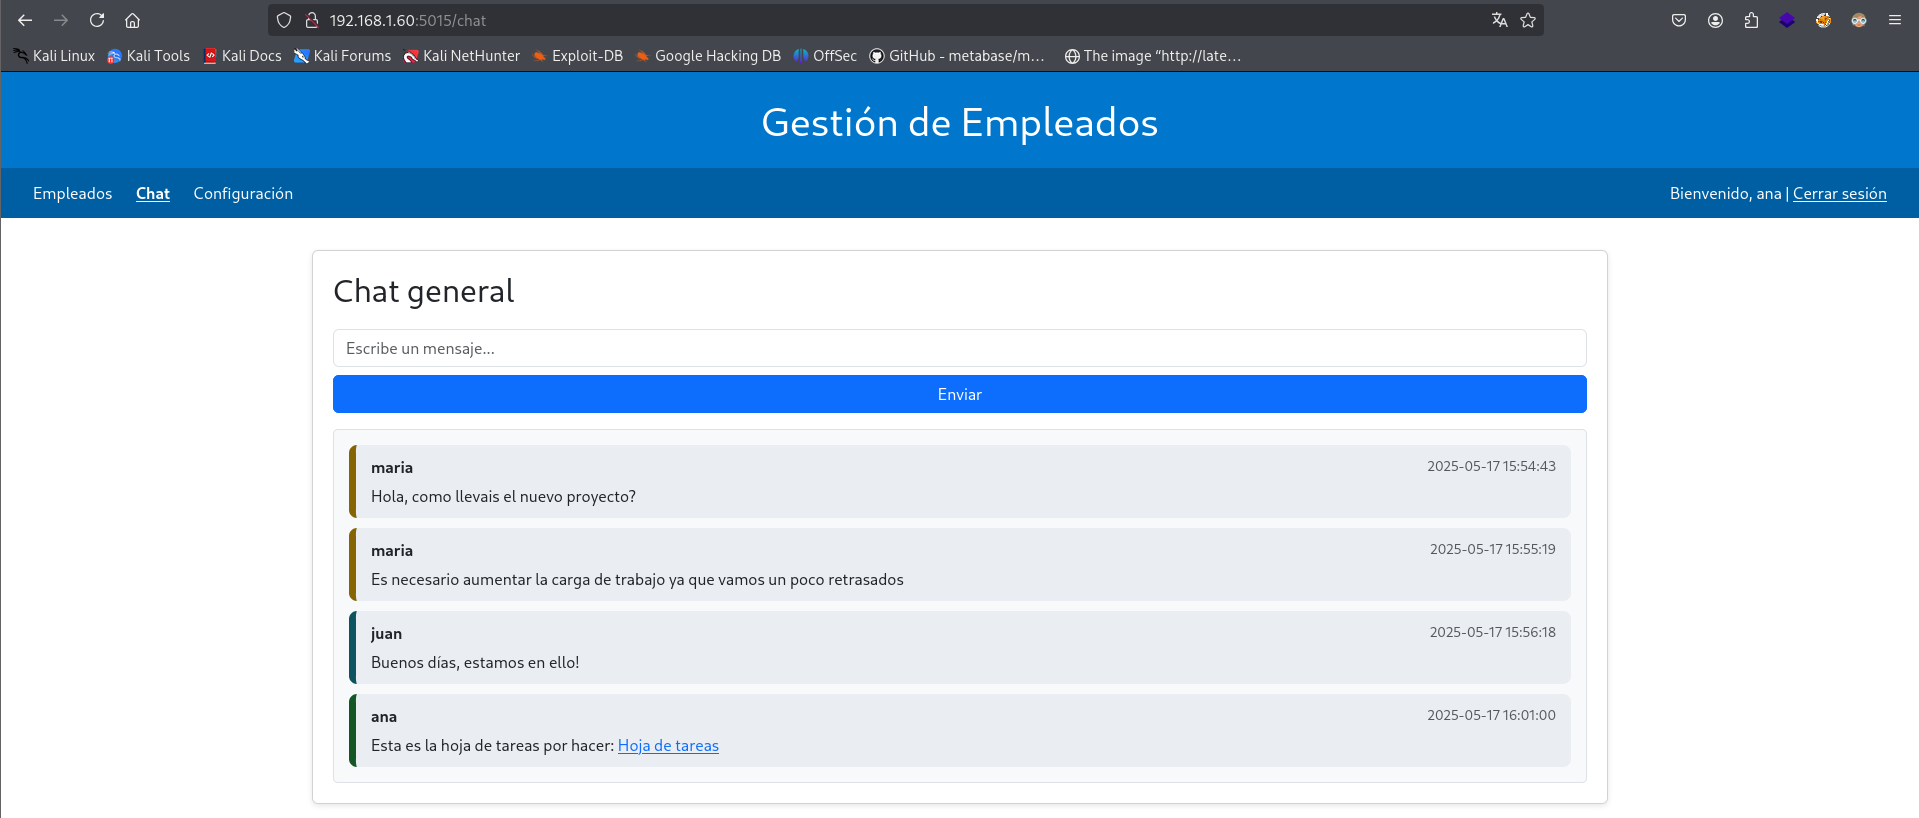 192.168.1.60:5015/chat
Kali Linux Kali Tools Kali Docs Kali Forums Kali NetHunter Exploit-DB Google Hacking DB OffSec GitHub - metabase/m… The image “http://late…
Gestión de Empleados
Empleados Chat Configuración Bienvenido, ana | Cerrar sesión
Chat general
Escribe un mensaje...
Enviar
maria 2025-05-17 15:54:43
Hola, como llevais el nuevo proyecto?
maria 2025-05-17 15:55:19
Es necesario aumentar la carga de trabajo ya que vamos un poco retrasados
juan 2025-05-17 15:56:18
Buenos días, estamos en ello!
ana 2025-05-17 16:01:00
Esta es la hoja de tareas por hacer: Hoja de tareas